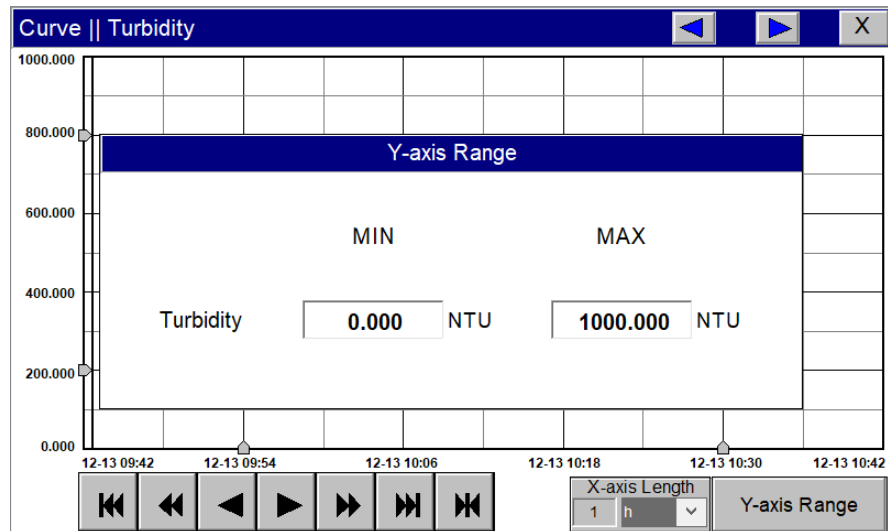 Curve || Turbidity X
1000.000
800.000
Y-axis Range
600.000
MIN MAX
400.000
Turbidity 0.000 NTU 1000.000 NTU
200.000
0.000
12-13 09:42 12-13 09:54 12-13 10:06 12-13 10:18 12-13 10:30 12-13 10:42
X-axis Length
1 h
Y-axis Range